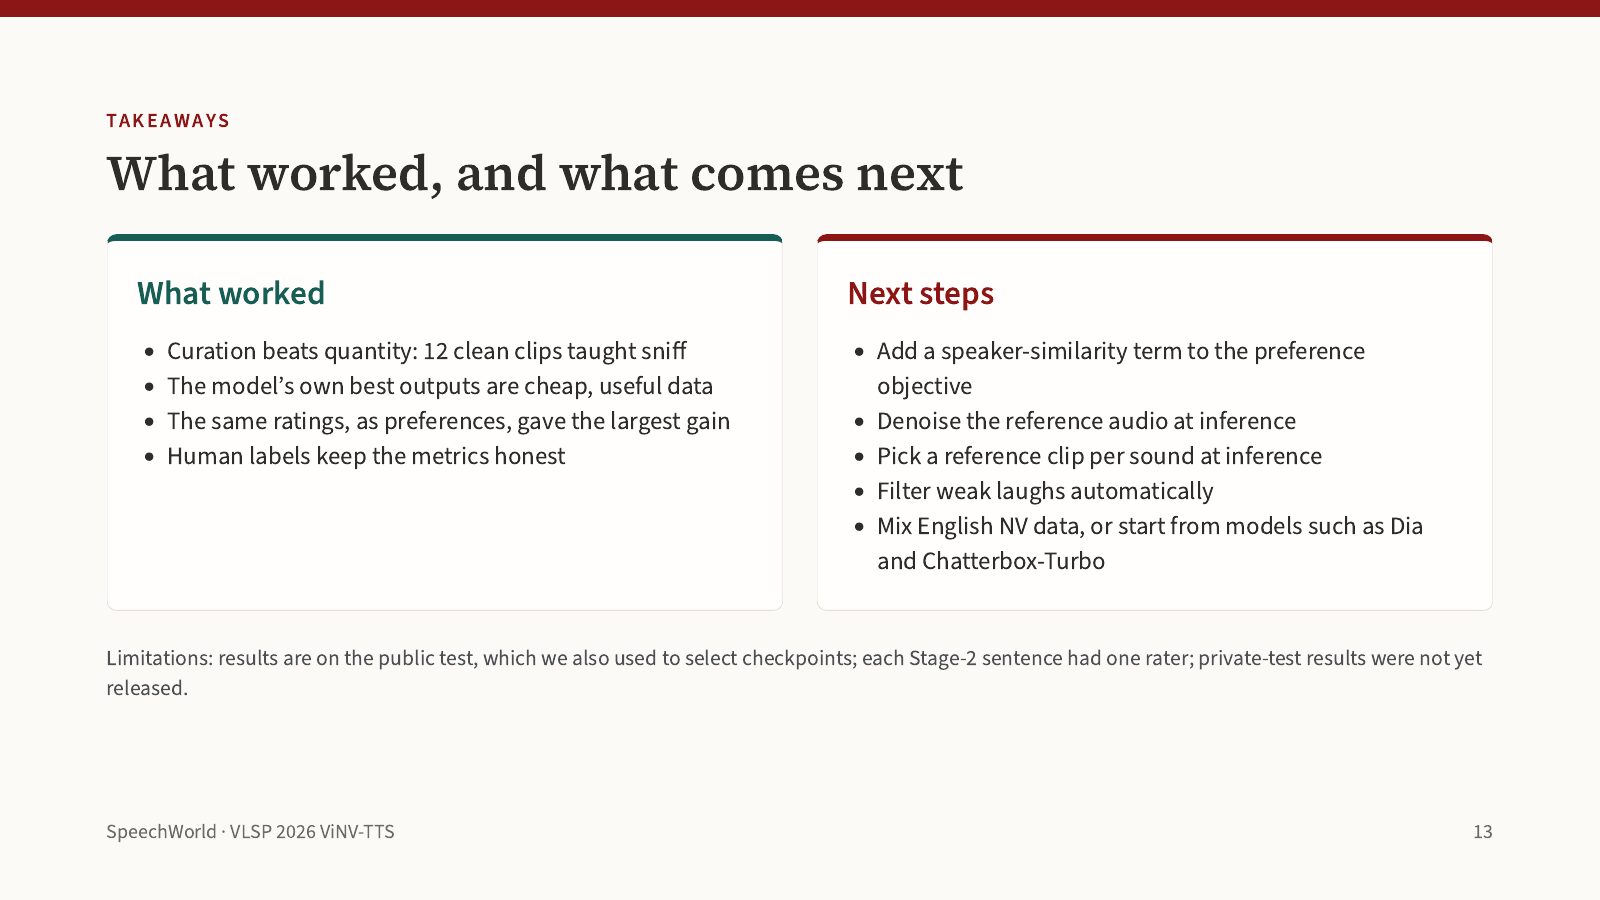 TAKEAWAYS
What worked, and what comes next
What worked
• Curation beats quantity: 12 clean clips taught sniff
• The model’s own best outputs are cheap, useful data
• The same ratings, as preferences, gave the largest gain
• Human labels keep the metrics honest
Next steps
• Add a speaker-similarity term to the preference
objective
• Denoise the reference audio at inference
• Pick a reference clip per sound at inference
• Filter weak laughs automatically
• Mix English NV data, or start from models such as Dia
and Chatterbox-Turbo
Limitations: results are on the public test, which we also used to select checkpoints; each Stage-2 sentence had one rater; private-test results were not yet
released.
SpeechWorld · VLSP 2026 ViNV-TTS
13